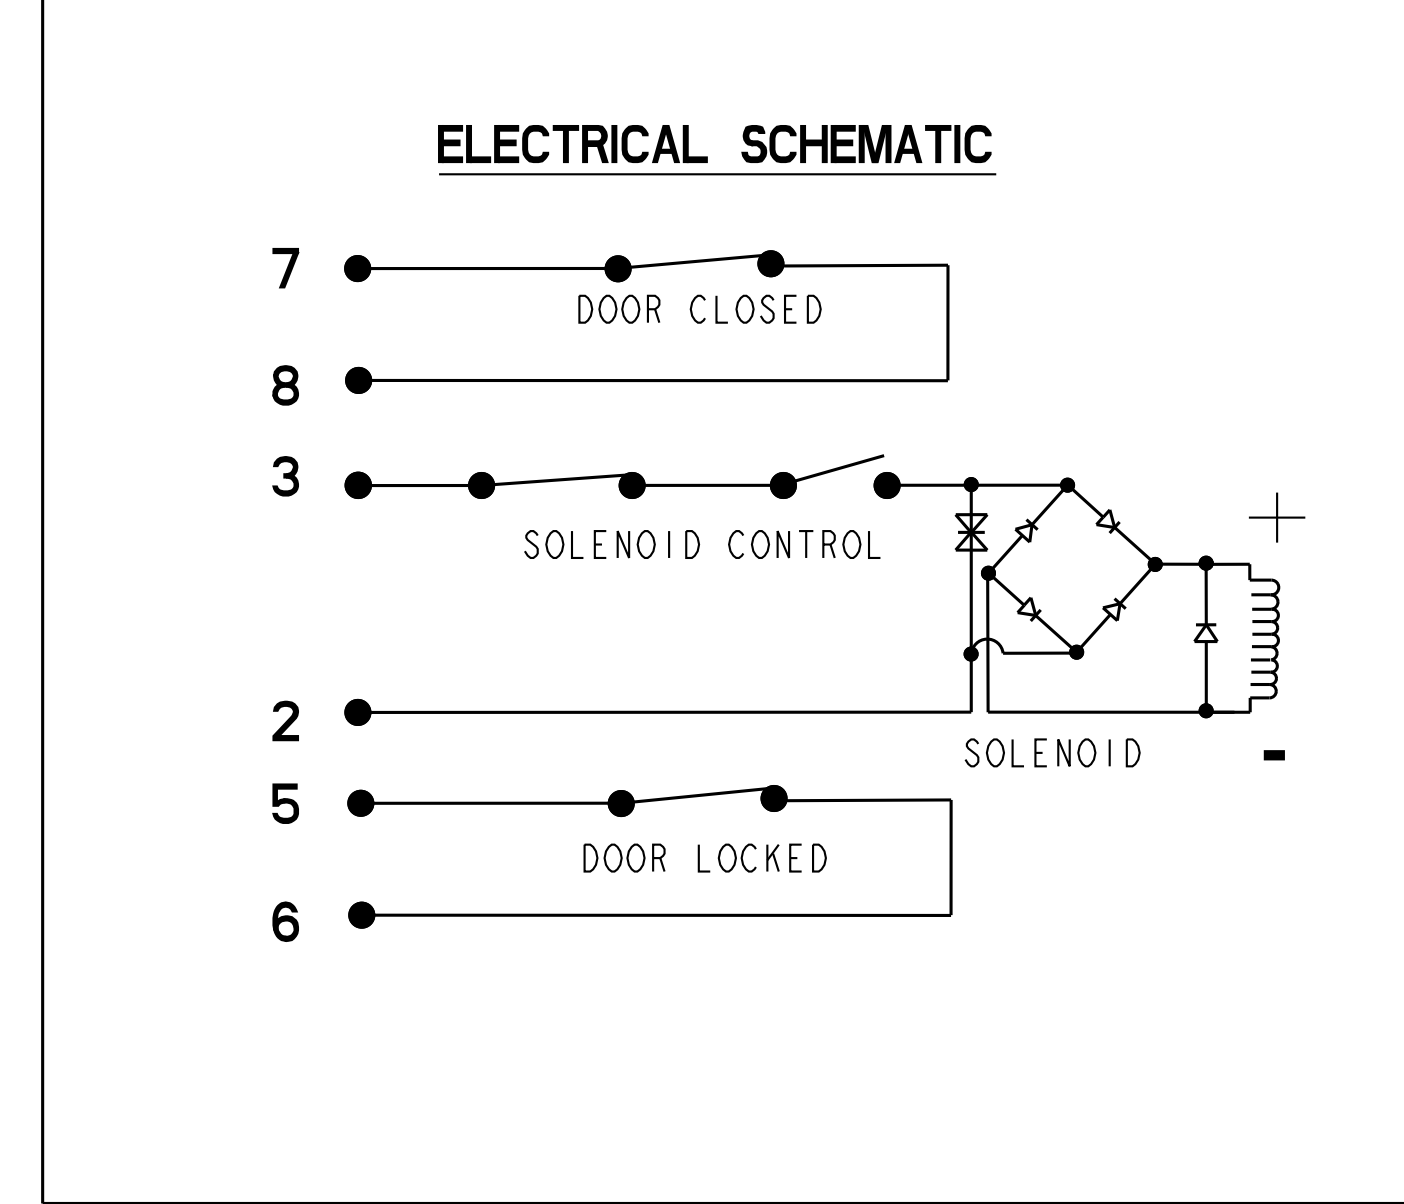 ELECTRICAL SCHEMATIC
7
DOOR CLOSED
8
3
SOLENOID CONTROL
+
2
SOLENOID
-
5
DOOR LOCKED
6